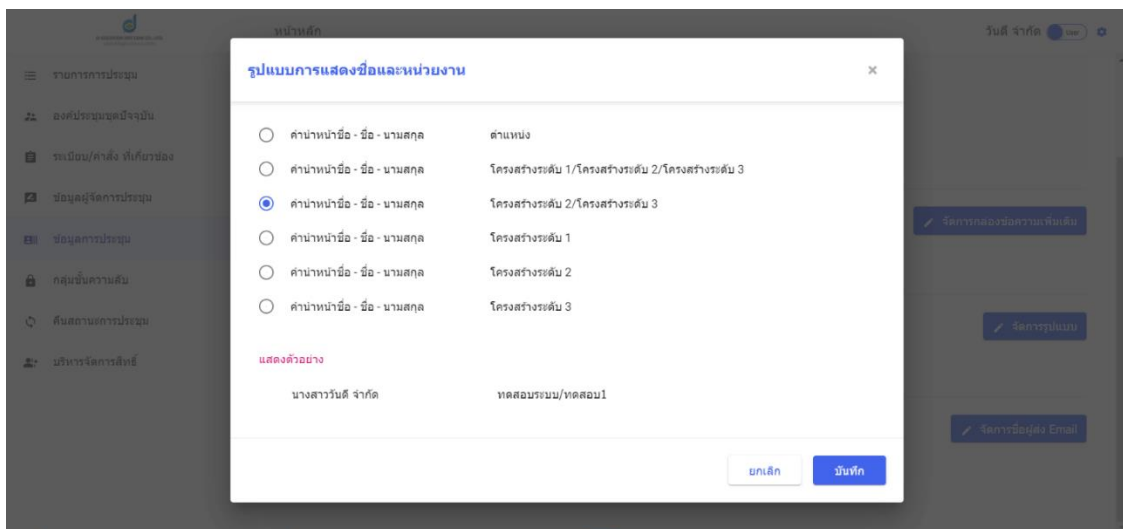 หน้าหลัก
วันดี จำกัด
User
รายการการประชุม
องค์ประชุมชุดปัจจุบัน
ระเบียบ/คำสั่ง ที่เกี่ยวข้อง
ข้อมูลผู้จัดการประชุม
ข้อมูลการประชุม
กลุ่มชั้นความลับ
คืนสถานะการประชุม
บริหารจัดการสิทธิ์
รูปแบบการแสดงชื่อและหน่วยงาน
×
คำนำหน้าชื่อ - ชื่อ - นามสกุล ตำแหน่ง
คำนำหน้าชื่อ - ชื่อ - นามสกุล โครงสร้างระดับ 1/โครงสร้างระดับ 2/โครงสร้างระดับ 3
คำนำหน้าชื่อ - ชื่อ - นามสกุล โครงสร้างระดับ 2/โครงสร้างระดับ 3
คำนำหน้าชื่อ - ชื่อ - นามสกุล โครงสร้างระดับ 1
คำนำหน้าชื่อ - ชื่อ - นามสกุล โครงสร้างระดับ 2
คำนำหน้าชื่อ - ชื่อ - นามสกุล โครงสร้างระดับ 3
แสดงตัวอย่าง
นางสาววันดี จำกัด ทดสอบระบบ/ทดสอบ1
ยกเลิก บันทึก
จัดการกล่องข้อความเพิ่มเติม
จัดการรูปแบบ
จัดการชื่อผู้ส่ง Email